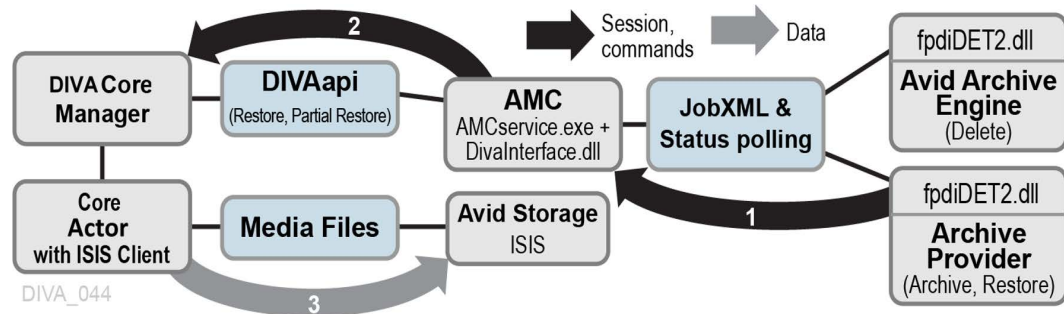 2
Session,
commands
Data
DIVA Core
Manager
DIVAapi
(Restore, Partial Restore)
AMC
AMCservice.exe +
DivaInterface.dll
JobXML &
Status polling
fpdiDET2.dll
Avid Archive
Engine
(Delete)
Core
Actor
with ISIS Client
Media Files
Avid Storage
ISIS
1
fpdiDET2.dll
Archive
Provider
(Archive, Restore)
3
DIVA_044